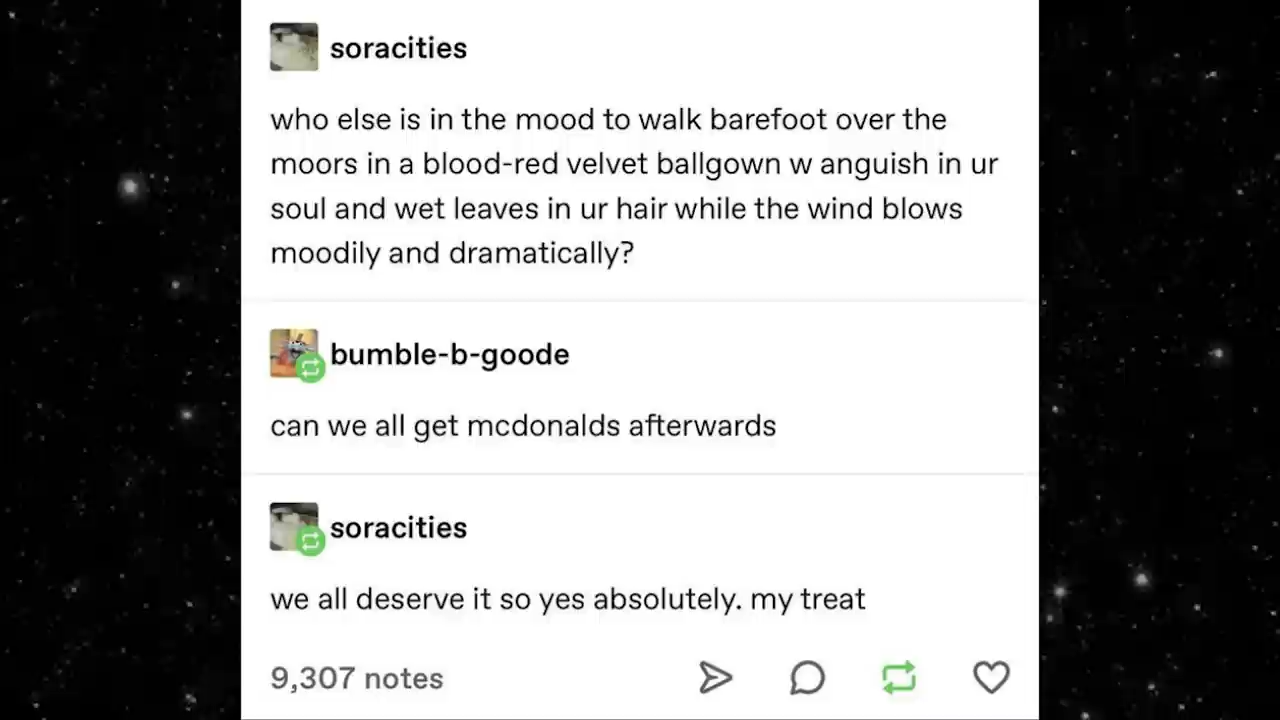 soracities
who else is in the mood to walk barefoot over the
moors in a blood-red velvet ballgown w anguish in ur
soul and wet leaves in ur hair while the wind blows
moodily and dramatically?
bumble-b-goode
can we all get mcdonalds afterwards
soracities
we all deserve it so yes absolutely. my treat
9,307 notes